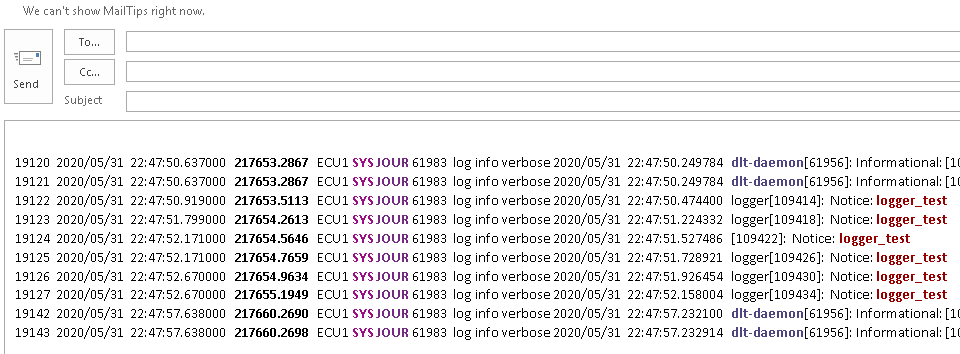 We can't show MailTips right now.
To...
Send
Cc...
Subject
19120 2020/05/31 22:47:50.637000 217653.2867 ECU1 SYS JOUR 61983 log info verbose 2020/05/31 22:47:50.249784 dlt-daemon[61956]: Informational: [10
19121 2020/05/31 22:47:50.637000 217653.2867 ECU1 SYS JOUR 61983 log info verbose 2020/05/31 22:47:50.249784 dlt-daemon[61956]: Informational: [10
19122 2020/05/31 22:47:50.919000 217653.5113 ECU1 SYS JOUR 61983 log info verbose 2020/05/31 22:47:50.474400 logger[109414]: Notice: logger_test
19123 2020/05/31 22:47:51.799000 217654.2613 ECU1 SYS JOUR 61983 log info verbose 2020/05/31 22:47:51.224332 logger[109418]: Notice: logger_test
19124 2020/05/31 22:47:52.171000 217654.5646 ECU1 SYS JOUR 61983 log info verbose 2020/05/31 22:47:51.527486 [109422]: Notice: logger_test
19125 2020/05/31 22:47:52.171000 217654.7659 ECU1 SYS JOUR 61983 log info verbose 2020/05/31 22:47:51.728921 logger[109426]: Notice: logger_test
19126 2020/05/31 22:47:52.670000 217654.9634 ECU1 SYS JOUR 61983 log info verbose 2020/05/31 22:47:51.926454 logger[109430]: Notice: logger_test
19127 2020/05/31 22:47:52.670000 217655.1949 ECU1 SYS JOUR 61983 log info verbose 2020/05/31 22:47:52.158004 logger[109434]: Notice: logger_test
19142 2020/05/31 22:47:57.638000 217660.2690 ECU1 SYS JOUR 61983 log info verbose 2020/05/31 22:47:57.232100 dlt-daemon[61956]: Informational: [10
19143 2020/05/31 22:47:57.638000 217660.2698 ECU1 SYS JOUR 61983 log info verbose 2020/05/31 22:47:57.232914 dlt-daemon[61956]: Informational: [10